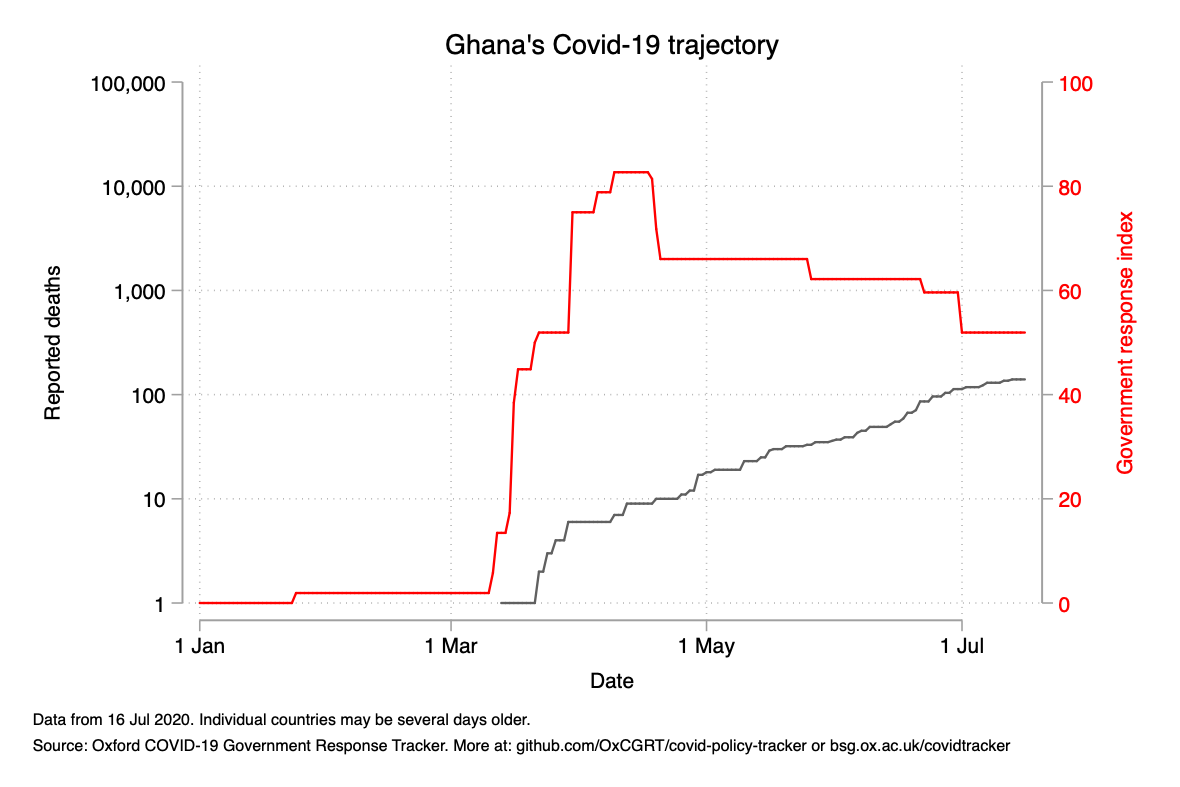 Ghana's Covid-19 trajectory
100,000
10,000
1,000
100
10
1
Reported deaths
100
80
60
40
20
0
Government response index
1 Jan
1 Mar
1 May
1 Jul
Date
Data from 16 Jul 2020. Individual countries may be several days older.
Source: Oxford COVID-19 Government Response Tracker. More at: github.com/OxCGRT/covid-policy-tracker or bsg.ox.ac.uk/covidtracker